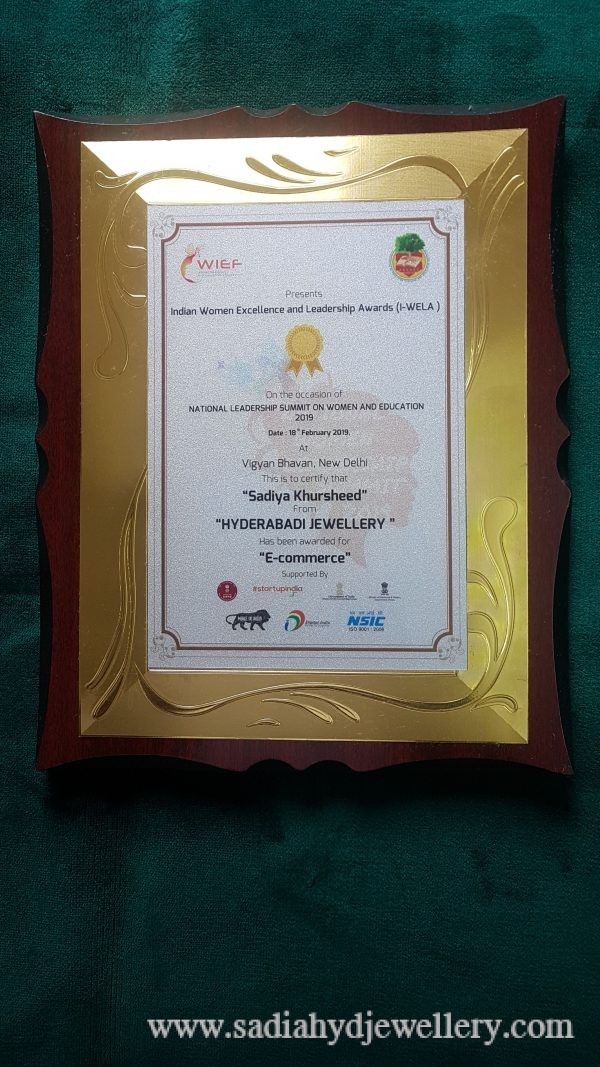 WIEF
Presents
Indian Women Excellence and Leadership Awards (I-WELA )
On the occasion of
NATIONAL LEADERSHIP SUMMIT ON WOMEN AND EDUCATION
2019
Date : 18th February 2019,
At
Vigyan Bhavan, New Delhi
This is to certify that
“Sadiya Khursheed”
From
“HYDERABADI JEWELLERY ”
Has been awarded for
“E-commerce”
Supported By
#startupindia
MAKE IN INDIA
Digital India
NSIC
ISO 9001 : 2008
www.sadiahydjewellery.com